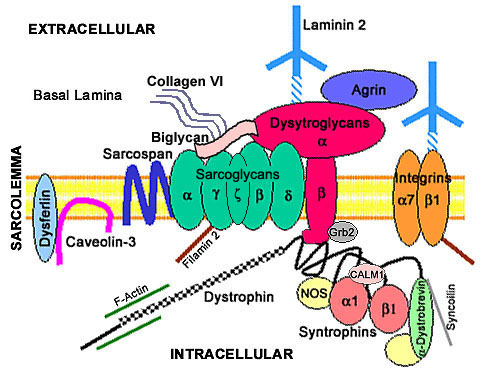 EXTRACELLULAR
Laminin 2
Collagen VI
Agrin
Basal Lamina
Biglycan
Dysytroglycans
α
Sarcospan
SARCOLEMMA
Sarcoglycans
α γ ζ β δ
β
Integrins
α7 β1
Dysferlin
Caveolin-3
Filamin 2
Grb2
F-Actin
Dystrophin
NOS
CALM1
α1
β1
Syntrophins
α-Dystrobrevin
Syncoilin
INTRACELLULAR